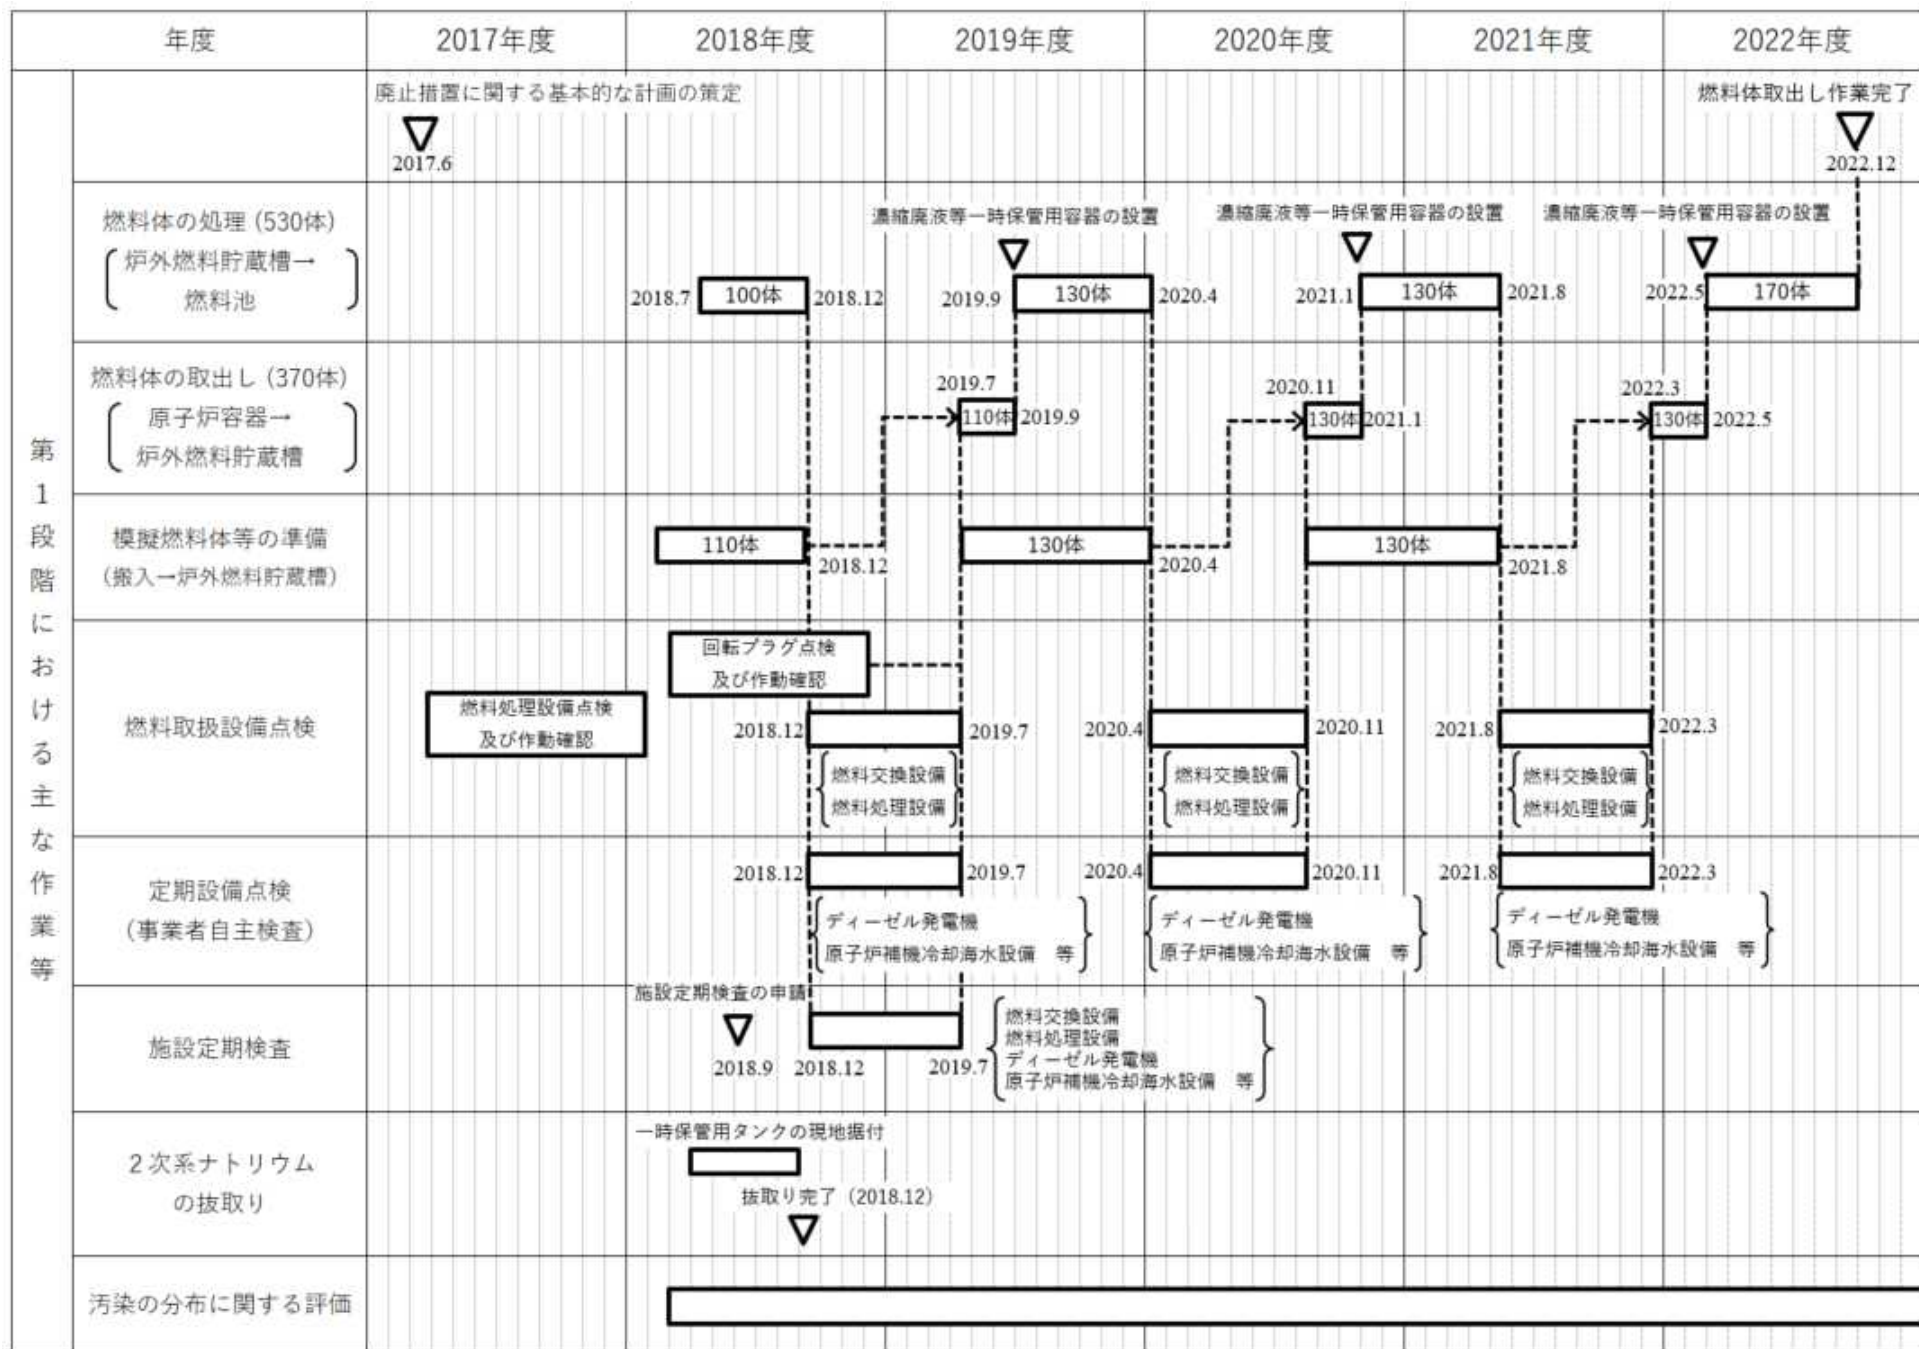 年度
2017年度
2018年度
2019年度
2020年度
2021年度
2022年度
第1段階における主な作業等
廃止措置に関する基本的な計画の策定
2017.6
燃料体取出し作業完了
2022.12
燃料体の処理 (530体)
炉外燃料貯蔵槽→
燃料池
濃縮廃液等一時保管用容器の設置
濃縮廃液等一時保管用容器の設置
濃縮廃液等一時保管用容器の設置
2018.7
100体
2018.12
2019.9
130体
2020.4
2021.1
130体
2021.8
2022.5
170体
燃料体の取出し (370体)
原子炉容器→
炉外燃料貯蔵槽
2019.7
110体
2019.9
2020.11
130体
2021.1
2022.3
130体
2022.5
模擬燃料体等の準備
(搬入→炉外燃料貯蔵槽)
110体
2018.12
130体
2020.4
130体
2021.8
燃料取扱設備点検
回転プラグ点検
及び作動確認
燃料処理設備点検
及び作動確認
2018.12
2019.7
2020.4
2020.11
2021.8
2022.3
燃料交換設備
燃料処理設備
燃料交換設備
燃料処理設備
燃料交換設備
燃料処理設備
定期設備点検
(事業者自主検査)
2018.12
2019.7
2020.4
2020.11
2021.8
2022.3
ディーゼル発電機
原子炉補機冷却海水設備 等
ディーゼル発電機
原子炉補機冷却海水設備 等
ディーゼル発電機
原子炉補機冷却海水設備 等
施設定期検査
施設定期検査の申請
2018.9
2018.12
2019.7
燃料交換設備
燃料処理設備
ディーゼル発電機
原子炉補機冷却海水設備 等
2次系ナトリウム
の抜取り
一時保管用タンクの現地据付
抜取り完了 (2018.12)
汚染の分布に関する評価